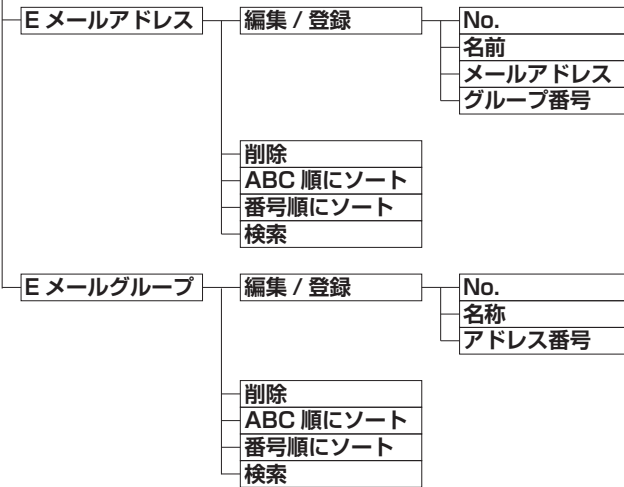 E メールアドレス
編集 / 登録
No.
名前
メールアドレス
グループ番号
削除
ABC 順にソート
番号順にソート
検索
E メールグループ
編集 / 登録
No.
名称
アドレス番号
削除
ABC 順にソート
番号順にソート
検索